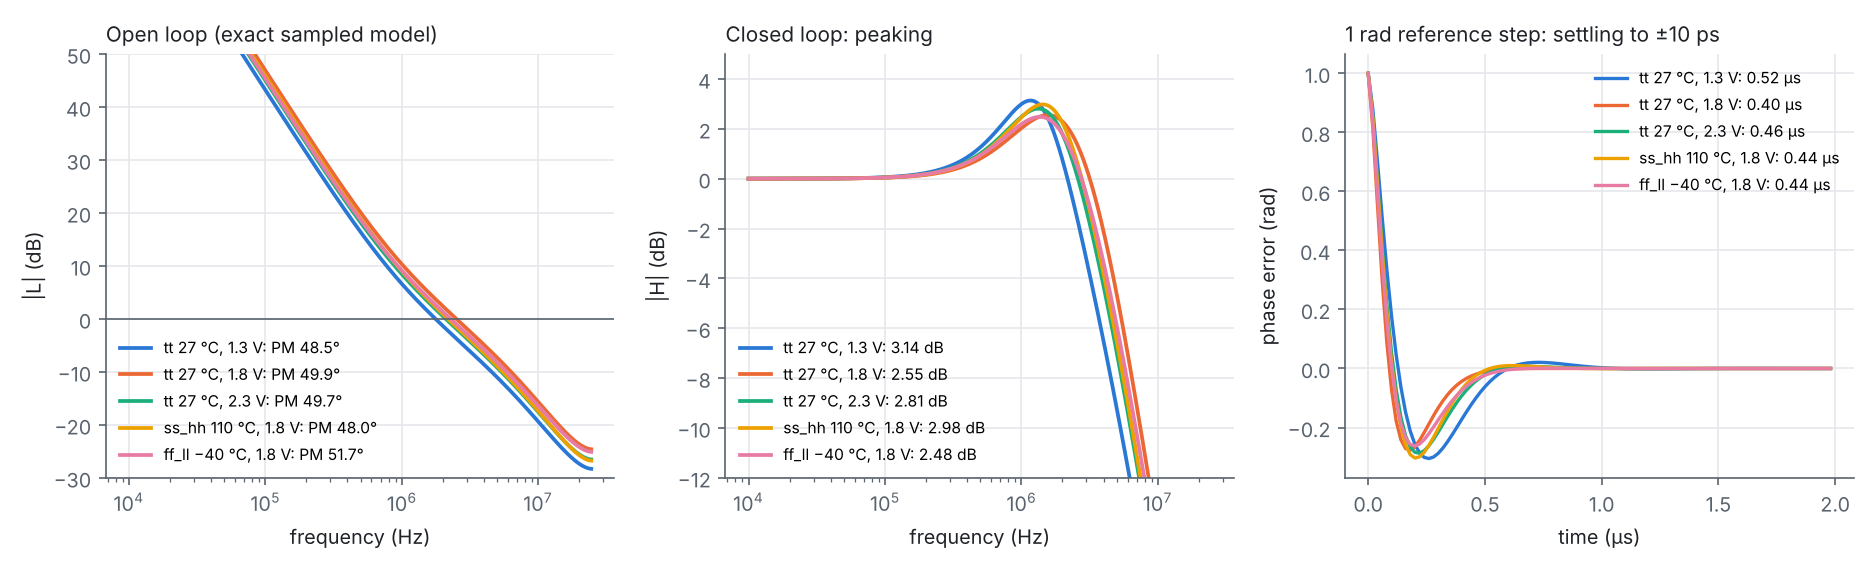 Open loop (exact sampled model)
|L| (dB)
50
40
30
20
10
0
−10
−20
−30
tt 27 °C, 1.3 V: PM 48.5°
tt 27 °C, 1.8 V: PM 49.9°
tt 27 °C, 2.3 V: PM 49.7°
ss_hh 110 °C, 1.8 V: PM 48.0°
ff_ll −40 °C, 1.8 V: PM 51.7°
10⁴ 10⁵ 10⁶ 10⁷
frequency (Hz)
Closed loop: peaking
|H| (dB)
4
2
0
−2
−4
−6
−8
−10
−12
tt 27 °C, 1.3 V: 3.14 dB
tt 27 °C, 1.8 V: 2.55 dB
tt 27 °C, 2.3 V: 2.81 dB
ss_hh 110 °C, 1.8 V: 2.98 dB
ff_ll −40 °C, 1.8 V: 2.48 dB
10⁴ 10⁵ 10⁶ 10⁷
frequency (Hz)
1 rad reference step: settling to ±10 ps
phase error (rad)
1.0
0.8
0.6
0.4
0.2
0.0
−0.2
tt 27 °C, 1.3 V: 0.52 µs
tt 27 °C, 1.8 V: 0.40 µs
tt 27 °C, 2.3 V: 0.46 µs
ss_hh 110 °C, 1.8 V: 0.44 µs
ff_ll −40 °C, 1.8 V: 0.44 µs
0.0 0.5 1.0 1.5 2.0
time (µs)